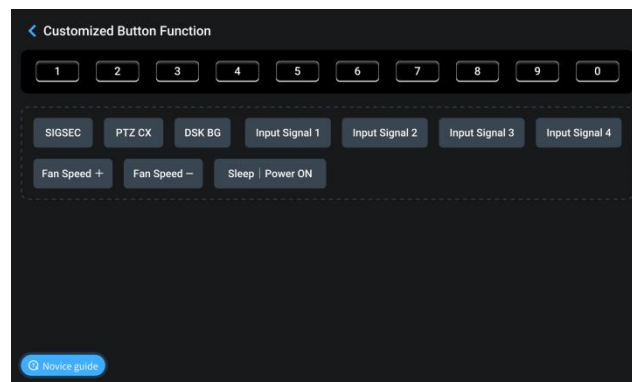 Customized Button Function
1 2 3 4 5 6 7 8 9 0
SIGSEC PTZ CX DSK BG Input Signal 1 Input Signal 2 Input Signal 3 Input Signal 4
Fan Speed + Fan Speed − Sleep | Power ON
Novice guide